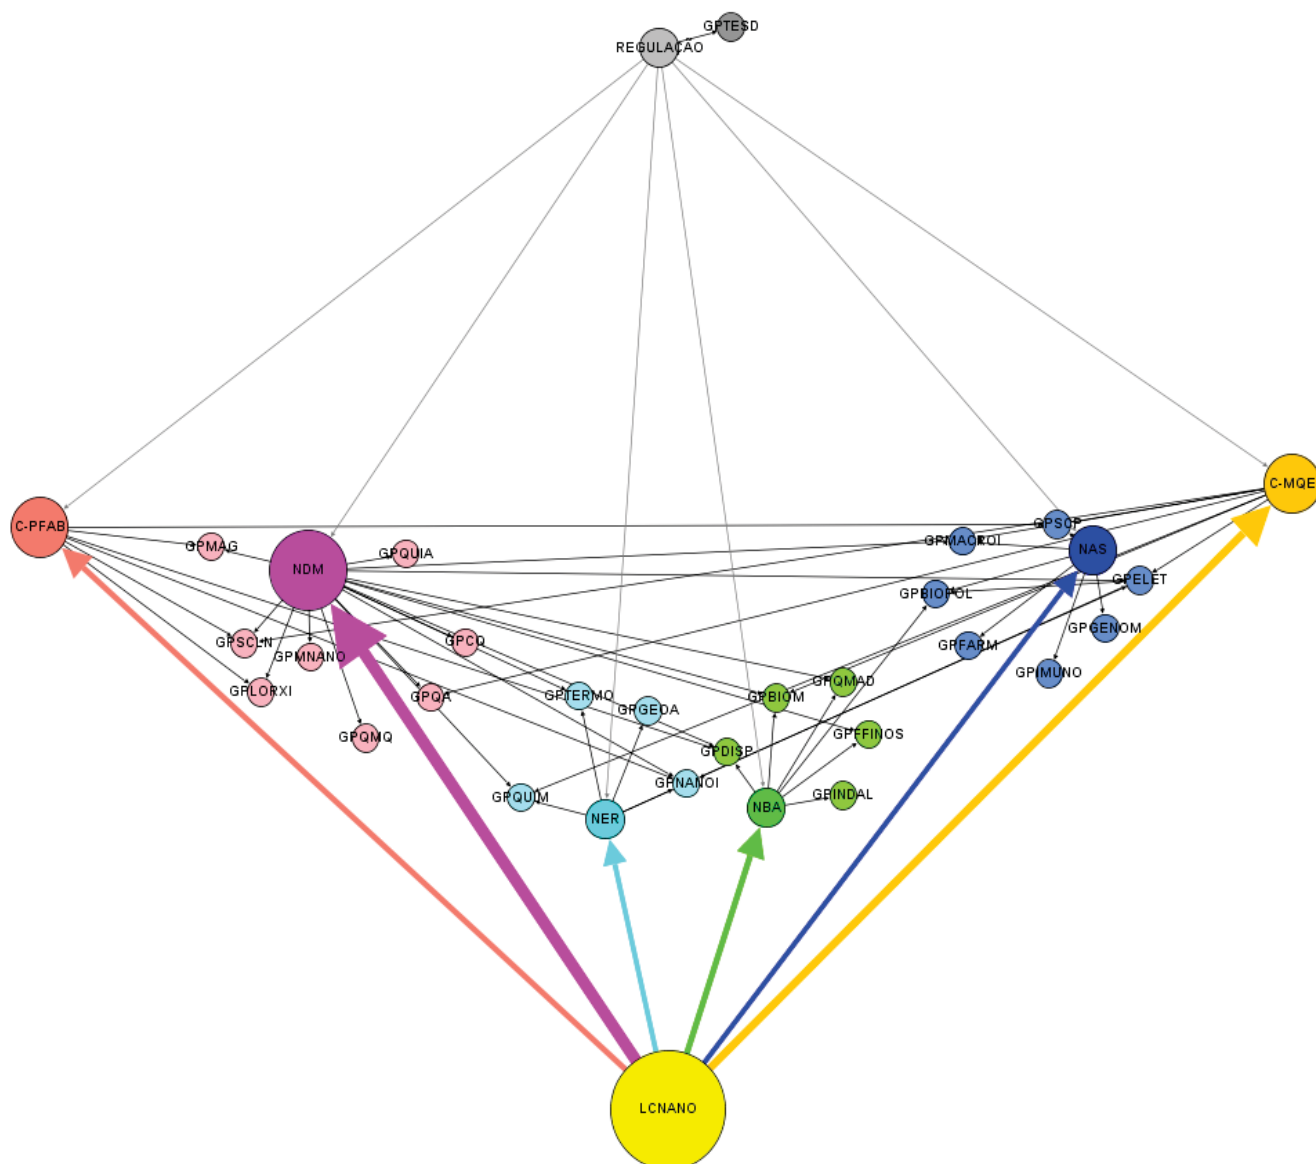 GPTESD
REGULAÇÃO
C-MQE
C-PFAB
GPSCP
GPMACROI
GPMAG
GPQUIA
NAS
NDM
GPELET
GPBIOPOL
GPGENOM
GPSCLN
GPCQ
GPFARM
GPMNANO
GPIMUNO
GPQMAD
GPLORXI
GPQA
GPTERMO
GPBIOM
GPGEOA
GPFFINOS
GPQMQ
GPDISP
GPNANOI
GPQUIM
GPINDAL
NBA
NER
LCNANO